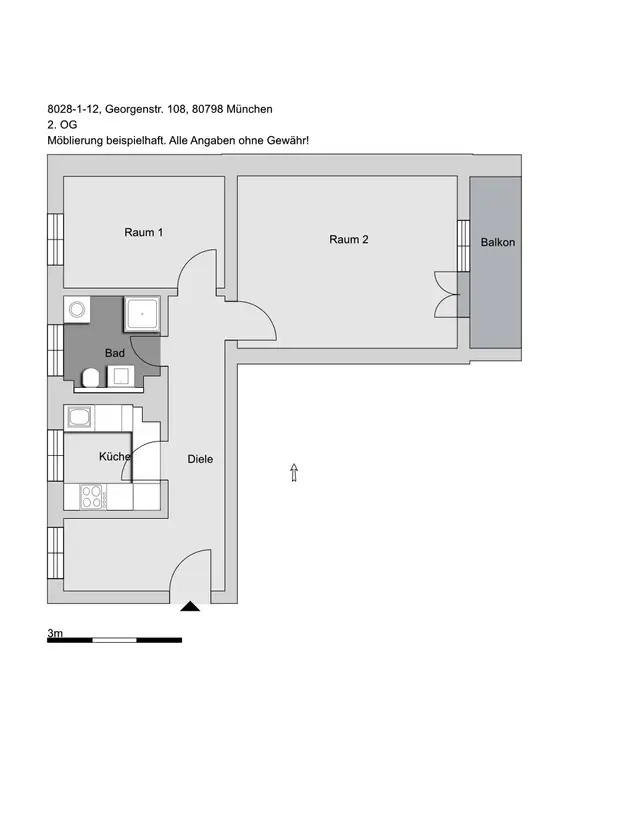 8028-1-12, Georgenstr. 108, 80798 München
2. OG
Möblierung beispielhaft. Alle Angaben ohne Gewähr!
Raum 1
Raum 2
Balkon
Bad
Küche
Diele
3m